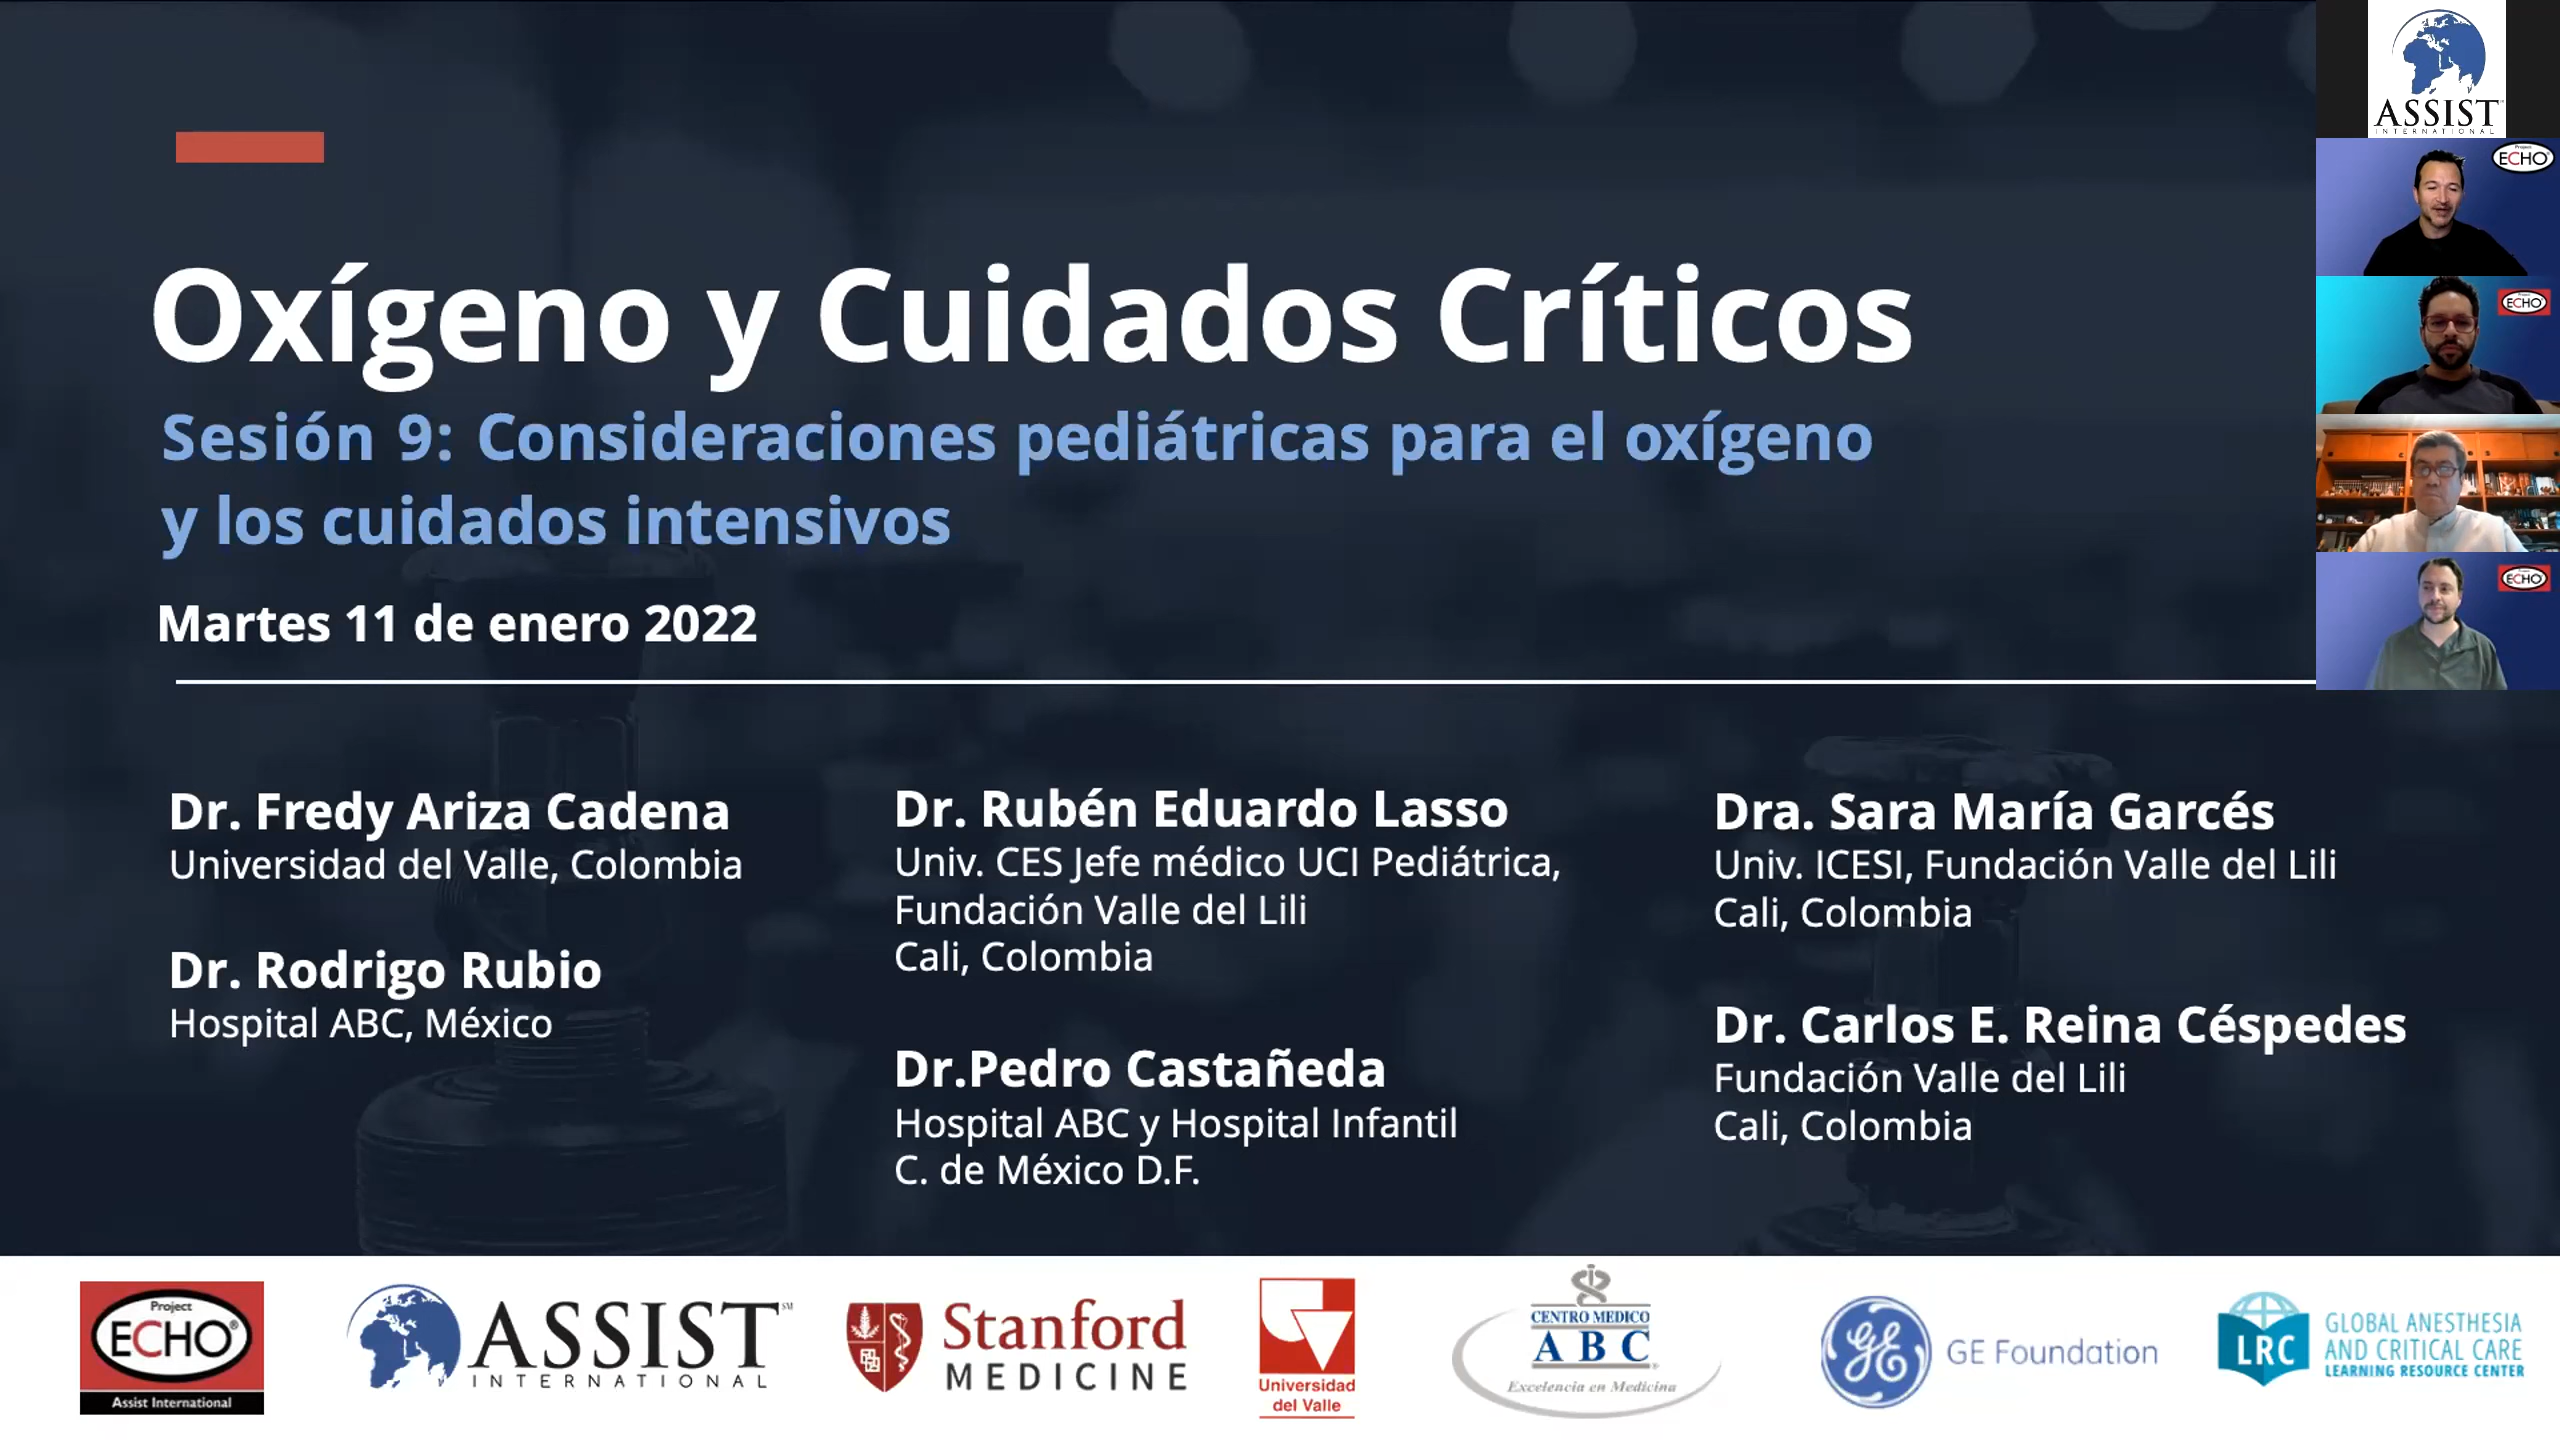 Oxígeno y Cuidados Críticos
Sesión 9: Consideraciones pediátricas para el oxígeno
y los cuidados intensivos
Martes 11 de enero 2022
Dr. Fredy Ariza Cadena
Universidad del Valle, Colombia
Dr. Rodrigo Rubio
Hospital ABC, México
Dr. Rubén Eduardo Lasso
Univ. CES Jefe médico UCI Pediátrica,
Fundación Valle del Lili
Cali, Colombia
Dr.Pedro Castañeda
Hospital ABC y Hospital Infantil
C. de México D.F.
Dra. Sara María Garcés
Univ. ICESI, Fundación Valle del Lili
Cali, Colombia
Dr. Carlos E. Reina Céspedes
Fundación Valle del Lili
Cali, Colombia
ASSIST
INTERNATIONAL
Project
ECHO
ECHO
ECHO
Project
ECHO®
Assist International
ASSIST℠
INTERNATIONAL
Stanford
MEDICINE
Universidad
del Valle
CENTRO MEDICO
ABC
Excelencia en Medicina
GE
GE Foundation
LRC
GLOBAL ANESTHESIA
AND CRITICAL CARE
LEARNING RESOURCE CENTER